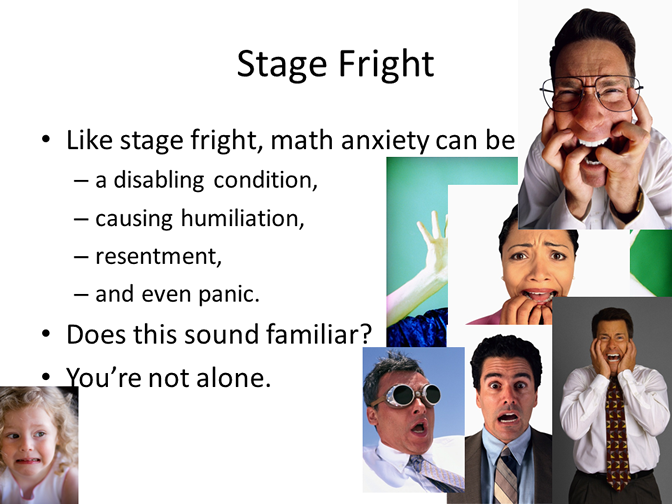 Stage Fright
• Like stage fright, math anxiety can be
– a disabling condition,
– causing humiliation,
– resentment,
– and even panic.
• Does this sound familiar?
• You’re not alone.